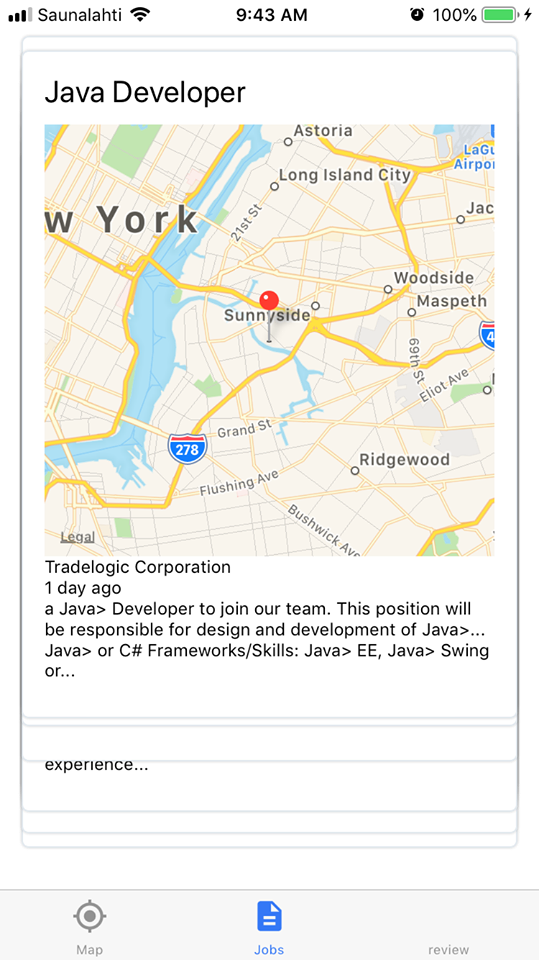 Saunalahti 9:43 AM 100%
Java Developer
Astoria
LaGu
Airpor
Long Island City
Jac
w York
21st St
Woodside
Maspeth
Sunnyside
4
69th St
Eliot Ave
Grand St
278
Ridgewood
Flushing Ave
Bushwick Ave
Legal
Tradelogic Corporation
1 day ago
a Java> Developer to join our team. This position will
be responsible for design and development of Java>...
Java> or C# Frameworks/Skills: Java> EE, Java> Swing
or...
experience...
Map Jobs review